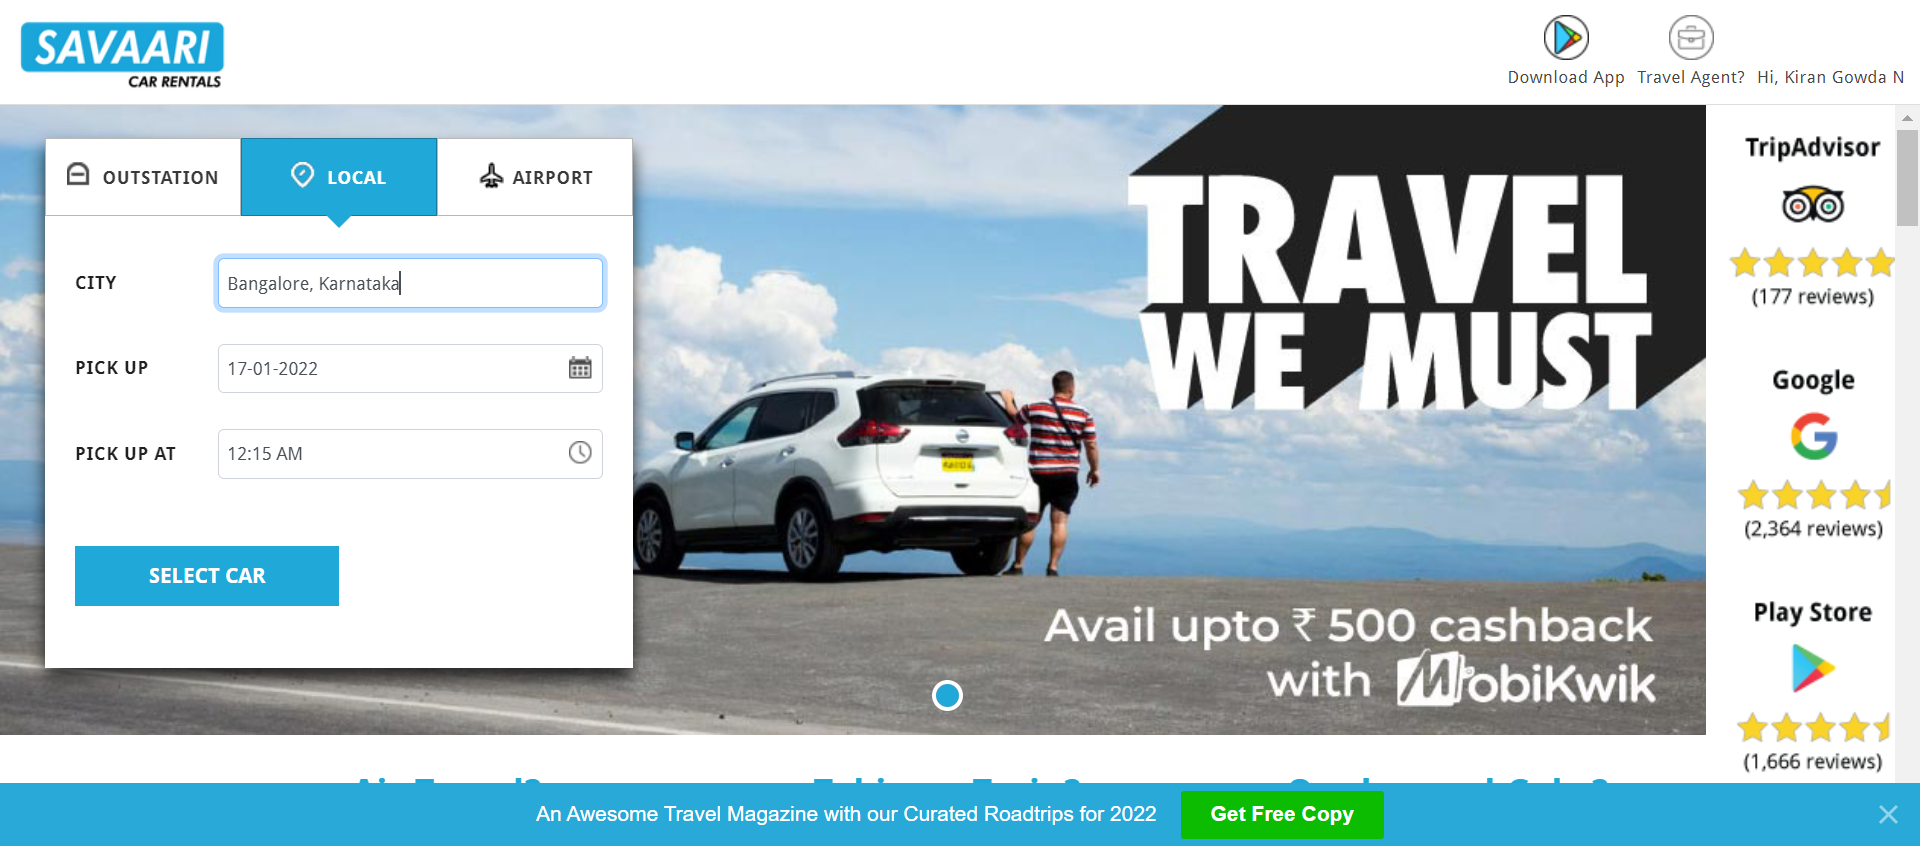 SAVAARI
CAR RENTALS
Download App
Travel Agent?
Hi, Kiran Gowda N
OUTSTATION
LOCAL
AIRPORT
CITY
Bangalore, Karnataka
PICK UP
17-01-2022
PICK UP AT
12:15 AM
SELECT CAR
TRAVEL
WE MUST
Avail upto ₹ 500 cashback
with MobiKwik
TripAdvisor
(177 reviews)
Google
(2,364 reviews)
Play Store
(1,666 reviews)
An Awesome Travel Magazine with our Curated Roadtrips for 2022
Get Free Copy